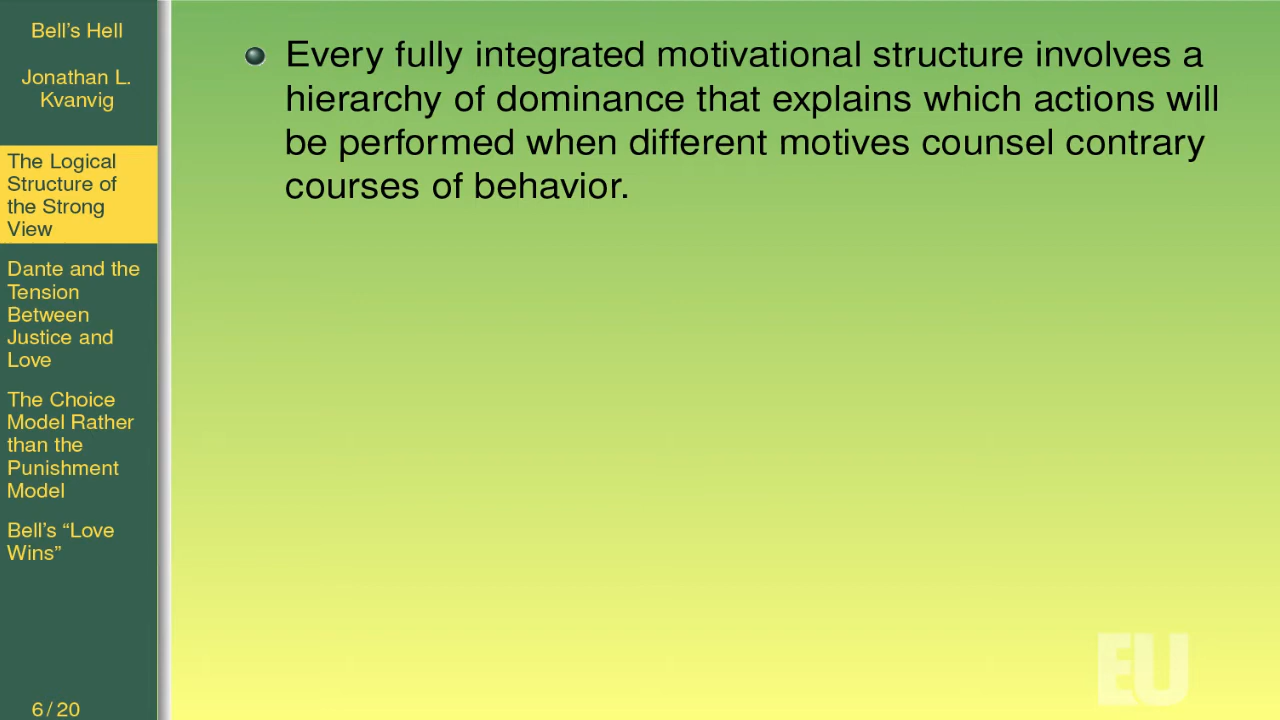 Bell’s Hell
Jonathan L.
Kvanvig
The Logical
Structure of
the Strong
View
Dante and the
Tension
Between
Justice and
Love
The Choice
Model Rather
than the
Punishment
Model
Bell’s “Love
Wins”
6 / 20
Every fully integrated motivational structure involves a
hierarchy of dominance that explains which actions will
be performed when different motives counsel contrary
courses of behavior.
EU